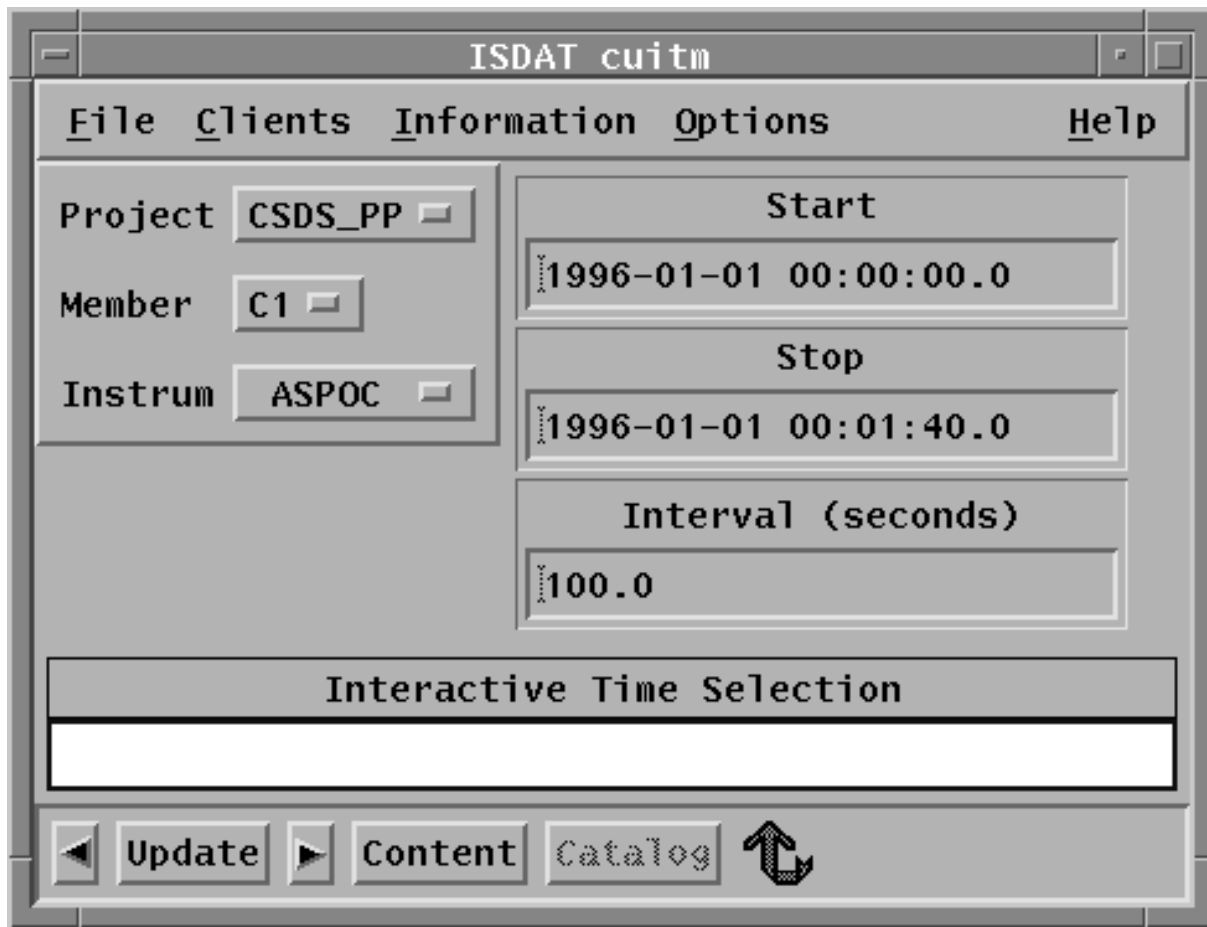 ISDAT cuitm
File Clients Information Options Help
Project CSDS_PP
Member C1
Instrum ASPOC
Start
1996-01-01 00:00:00.0
Stop
1996-01-01 00:01:40.0
Interval (seconds)
100.0
Interactive Time Selection
Update Content Catalog